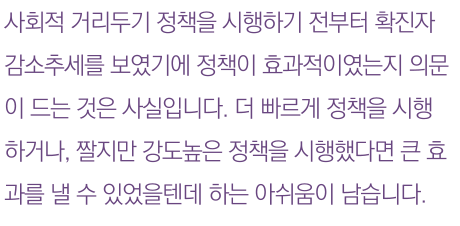 사회적 거리두기 정책을 시행하기 전부터 확진자
감소추세를 보였기에 정책이 효과적이였는지 의문
이 드는 것은 사실입니다. 더 빠르게 정책을 시행
하거나, 짧지만 강도높은 정책을 시행했다면 큰 효
과를 낼 수 있었을텐데 하는 아쉬움이 남습니다.